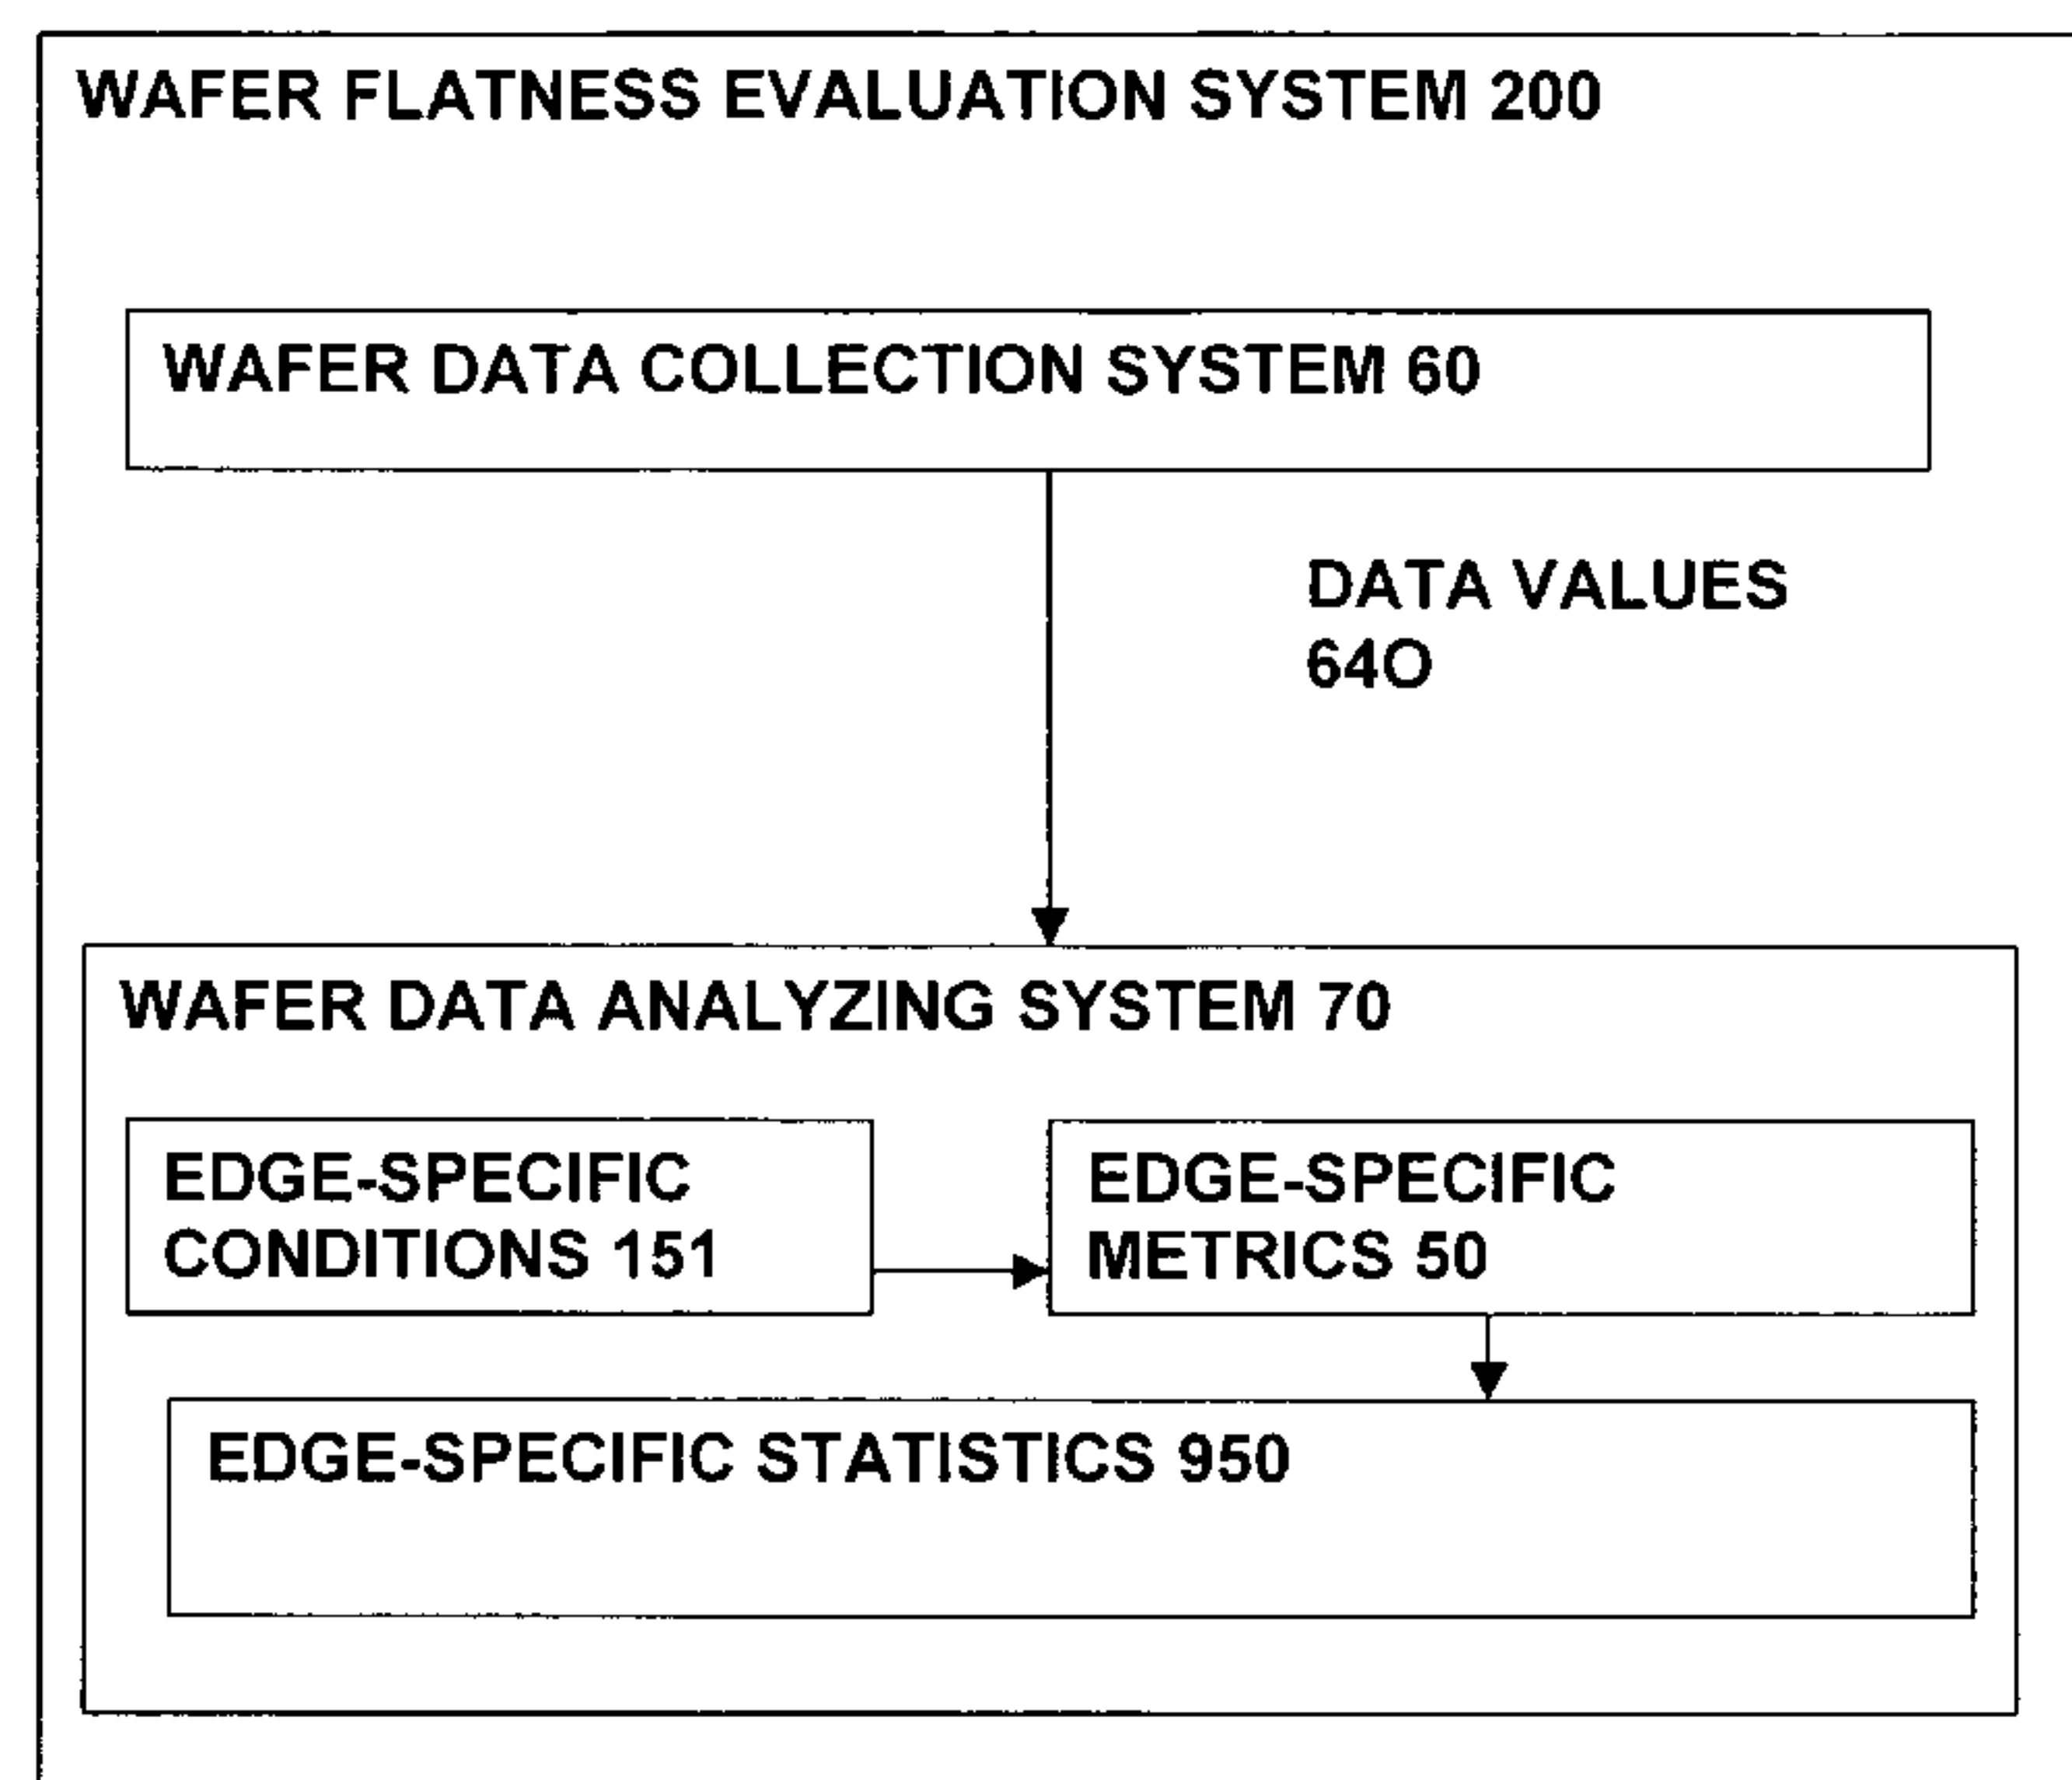 WAFER FLATNESS EVALUATION SYSTEM 200
WAFER DATA COLLECTION SYSTEM 60
DATA VALUES
64O
WAFER DATA ANALYZING SYSTEM 70
EDGE-SPECIFIC
CONDITIONS 151
EDGE-SPECIFIC
METRICS 50
EDGE-SPECIFIC STATISTICS 950